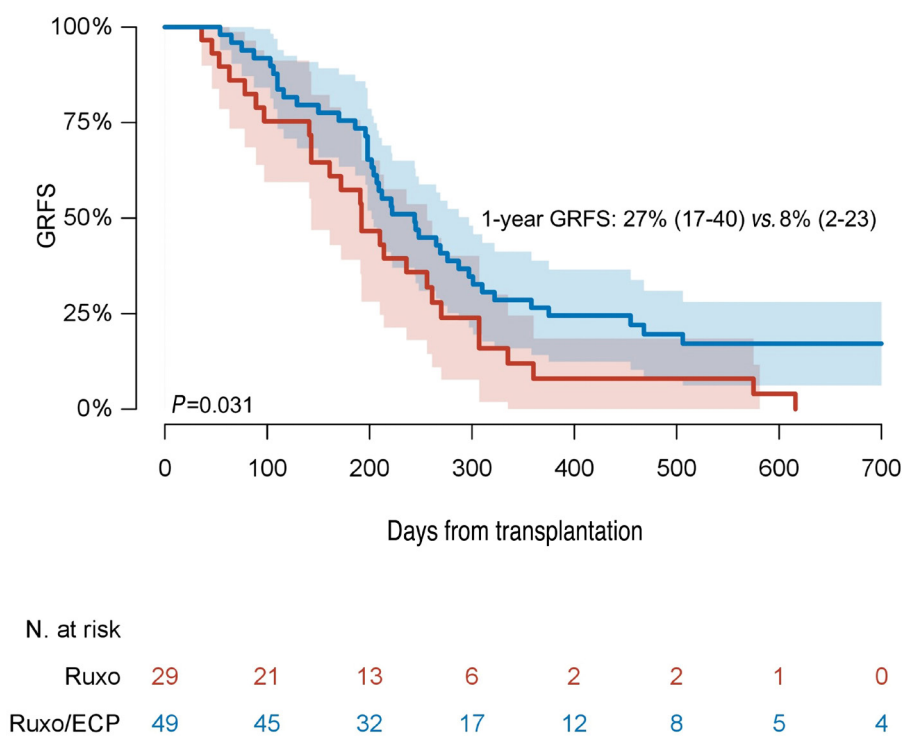 100%
75%
50%
25%
0%
GRFS
1-year GRFS: 27% (17-40) vs. 8% (2-23)
P=0.031
0 100 200 300 400 500 600 700
Days from transplantation
N. at risk
Ruxo 29 21 13 6 2 2 1 0
Ruxo/ECP 49 45 32 17 12 8 5 4